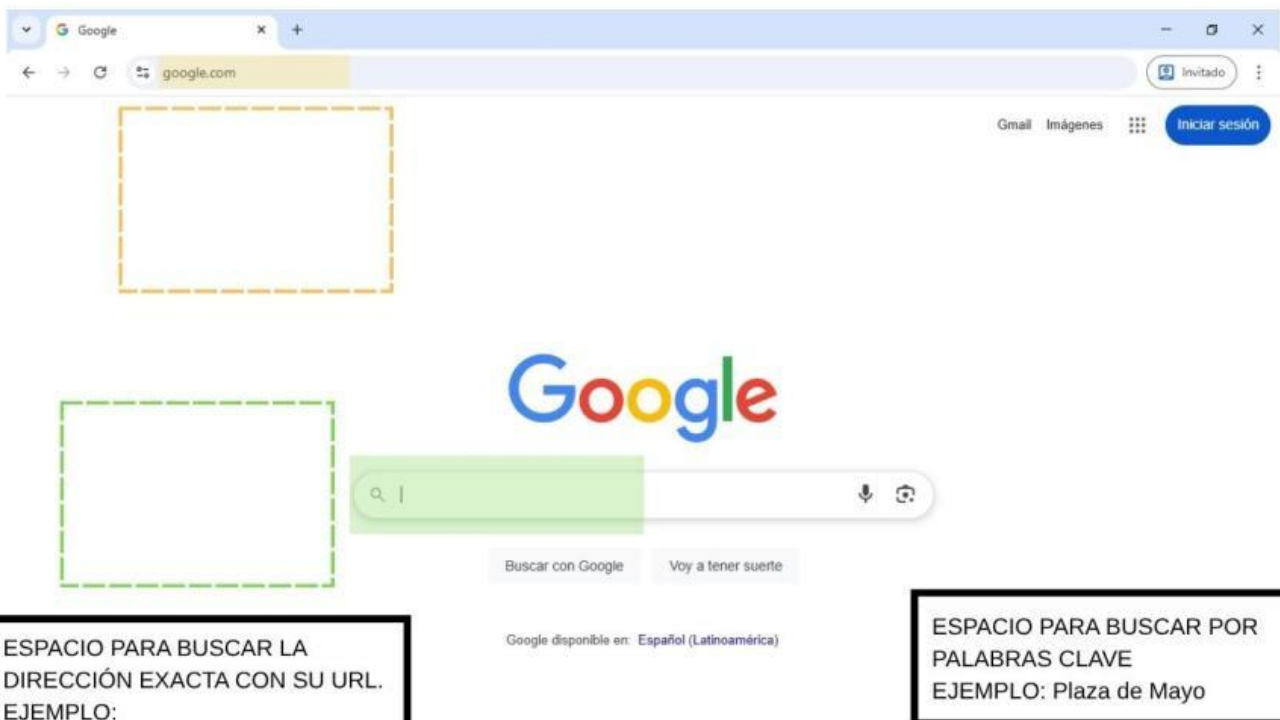 Google
google.com
Invitado
Gmail Imágenes Iniciar sesión
Google
Buscar con Google Voy a tener suerte
Google disponible en: Español (Latinoamérica)
ESPACIO PARA BUSCAR LA
DIRECCIÓN EXACTA CON SU URL.
EJEMPLO:
ESPACIO PARA BUSCAR POR
PALABRAS CLAVE
EJEMPLO: Plaza de Mayo